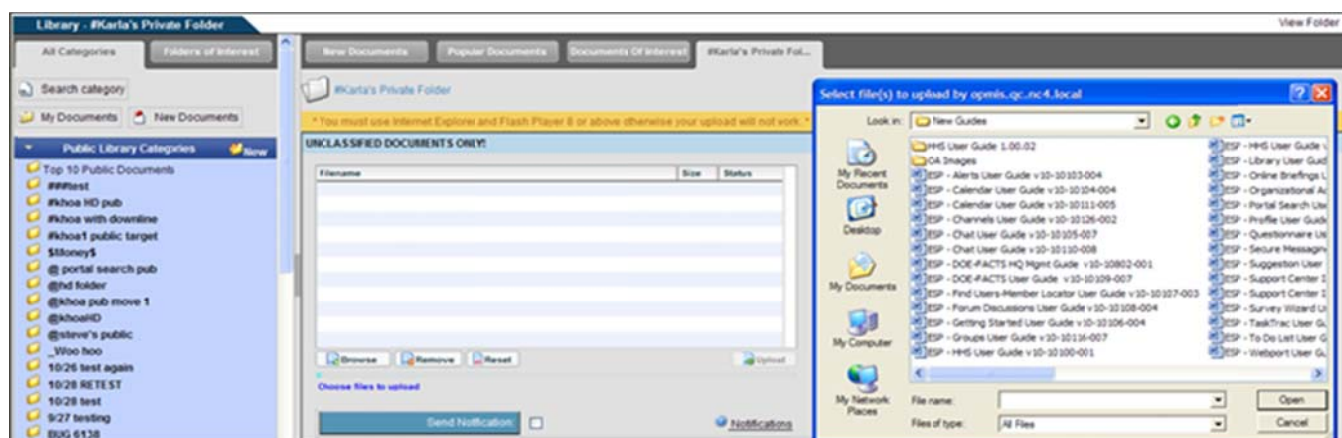 Library - #Karla's Private Folder
View Folder
All Categories
Folders of Interest
New Documents
Popular Documents
Documents Of Interest
#Karla's Private Fol...
Search category
My Documents
New Documents
Public Library Categories
New
Top 10 Public Documents
###test
#khoa HD pub
#khoa with downline
#khoa1 public target
$Money$
@ portal search pub
@hd folder
@khoa pub move 1
@khoaHD
@steve's public
_Woo hoo
10/26 test again
10/28 RETEST
10/28 test
9/27 testing
BUG 6138
#Karla's Private Folder
* You must use Internet Explorer and Flash Player 8 or above otherwise your upload will not work. *
UNCLASSIFIED DOCUMENTS ONLY!
Filename
Size
Status
Browse
Remove
Reset
Upload
Choose files to upload
Send Notification:
Notifications
Select file(s) to upload by opmis.qc.nc4.local
Look in:
New Guides
My Recent Documents
Desktop
My Documents
My Computer
My Network Places
HHS User Guide 1.00.02
OA Images
ESP - Alerts User Guide v10-10103-004
ESP - Calendar User Guide v10-10104-004
ESP - Calendar User Guide v10-10111-005
ESP - Channels User Guide v10-10126-002
ESP - Chat User Guide v10-10105-007
ESP - Chat User Guide v10-10110-008
ESP - DOE-FACTS HQ Mgmt Guide v10-10802-001
ESP - DOE-FACTS User Guide v10-10109-007
ESP - Find Users-Member Locator User Guide v10-10107-003
ESP - Forum Discussions User Guide v10-10108-004
ESP - Getting Started User Guide v10-10106-004
ESP - Groups User Guide v10-10116-007
ESP - HHS User Guide v10-10100-001
ESP - HHS User Guide v
ESP - Library User Guid
ESP - Online Briefings U
ESP - Organizational Ad
ESP - Portal Search Use
ESP - Profile User Guide
ESP - Questionnaire Us
ESP - Secure Messaging
ESP - Suggestion User
ESP - Support Center I
ESP - Support Center I
ESP - Survey Wizard U
ESP - TaskTrac User Gu
ESP - To Do List User G
ESP - Webport User Gu
File name:
Open
Files of type:
All Files
Cancel